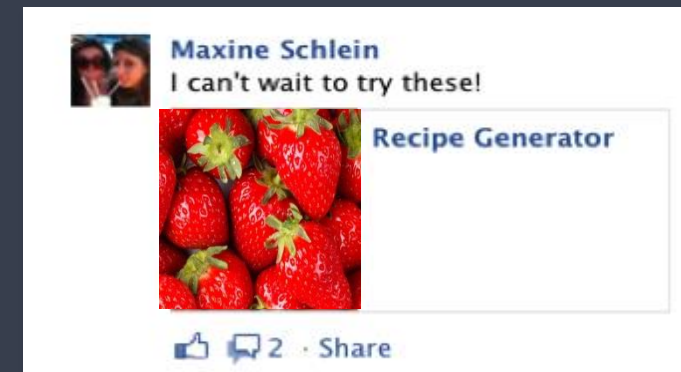 Maxine Schlein
I can't wait to try these!
Recipe Generator
2 · Share